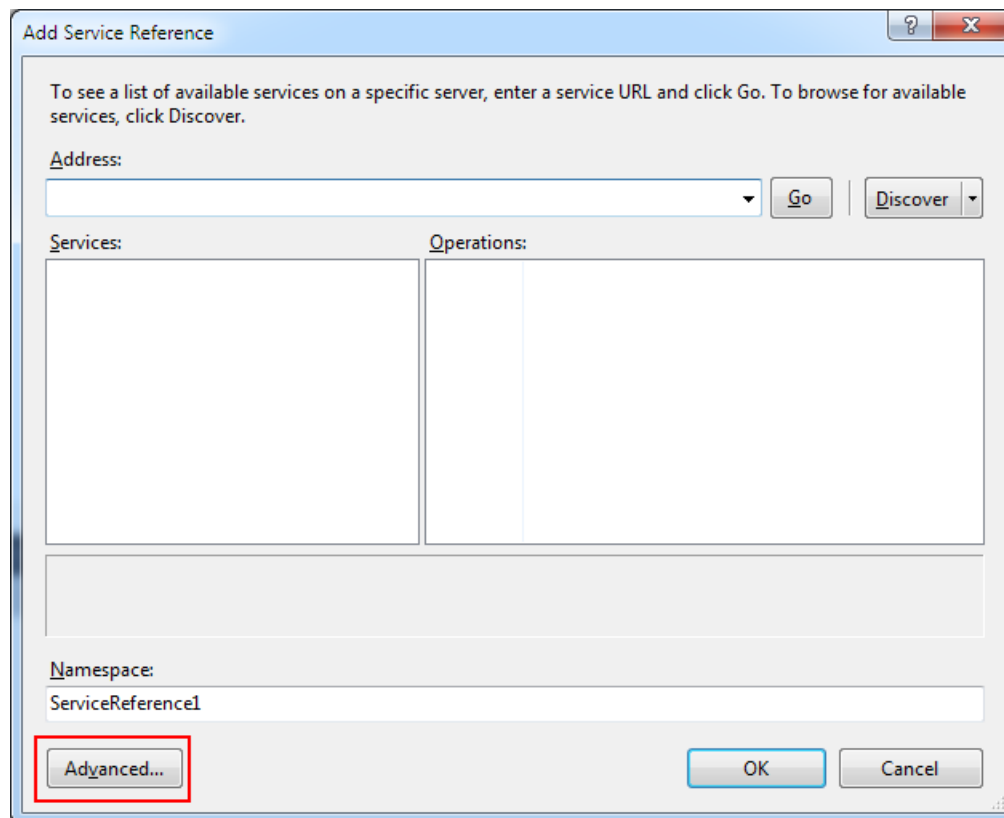 Add Service Reference
To see a list of available services on a specific server, enter a service URL and click Go. To browse for available
services, click Discover.
Address:
Go
Discover
Services:
Operations:
Namespace:
ServiceReference1
Advanced...
OK
Cancel